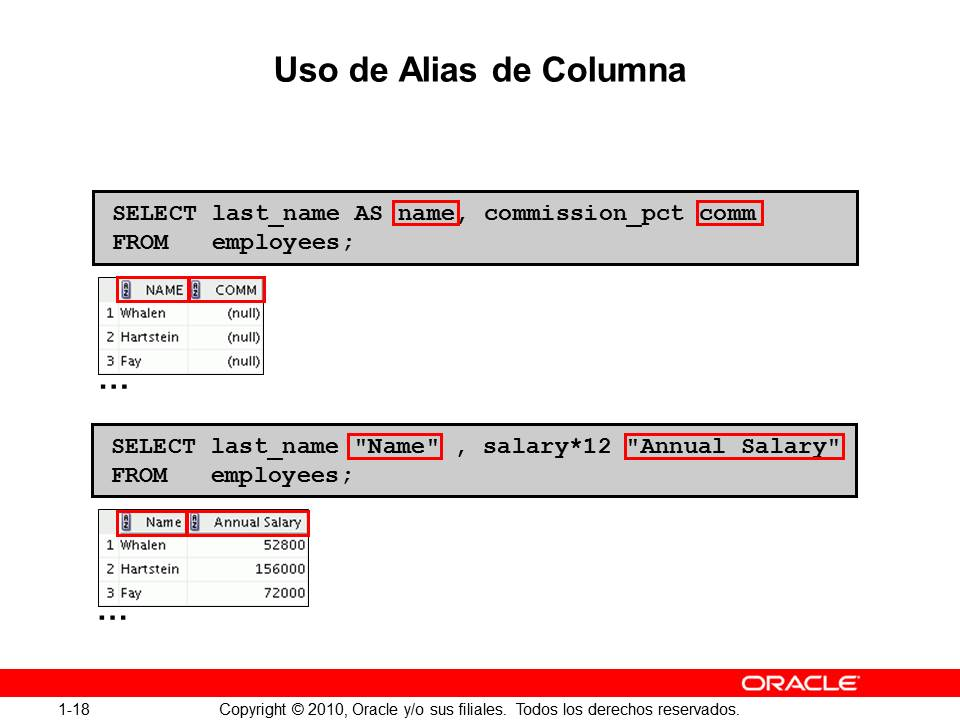 Uso de Alias de Columna
SELECT last_name AS name, commission_pct comm
FROM   employees;
NAME COMM
1 Whalen (null)
2 Hartstein (null)
3 Fay (null)
…
SELECT last_name "Name" , salary*12 "Annual Salary"
FROM   employees;
Name Annual Salary
1 Whalen 52800
2 Hartstein 156000
3 Fay 72000
…
ORACLE
1-18 Copyright © 2010, Oracle y/o sus filiales. Todos los derechos reservados.